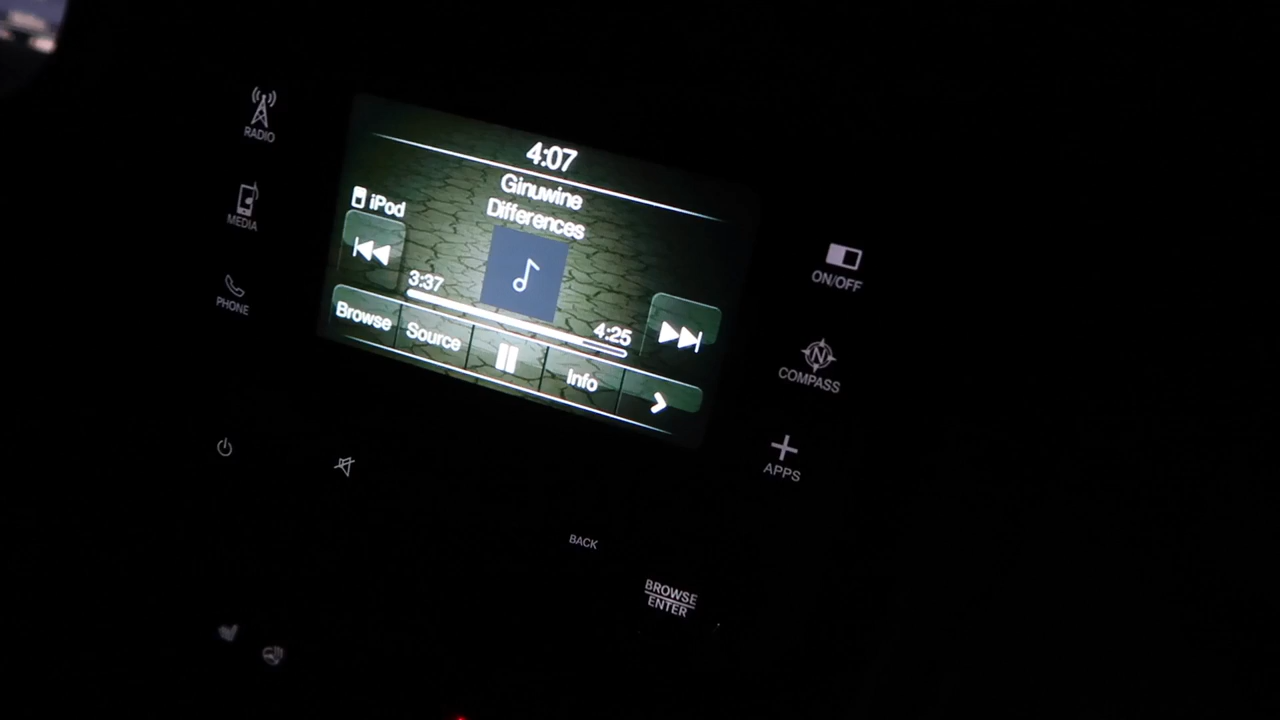 RADIO
MEDIA
PHONE
4:07
Ginuwine
Differences
iPod
3:37
4:25
Browse
Source
Info
ON/OFF
N
COMPASS
APPS
BACK
BROWSE
ENTER